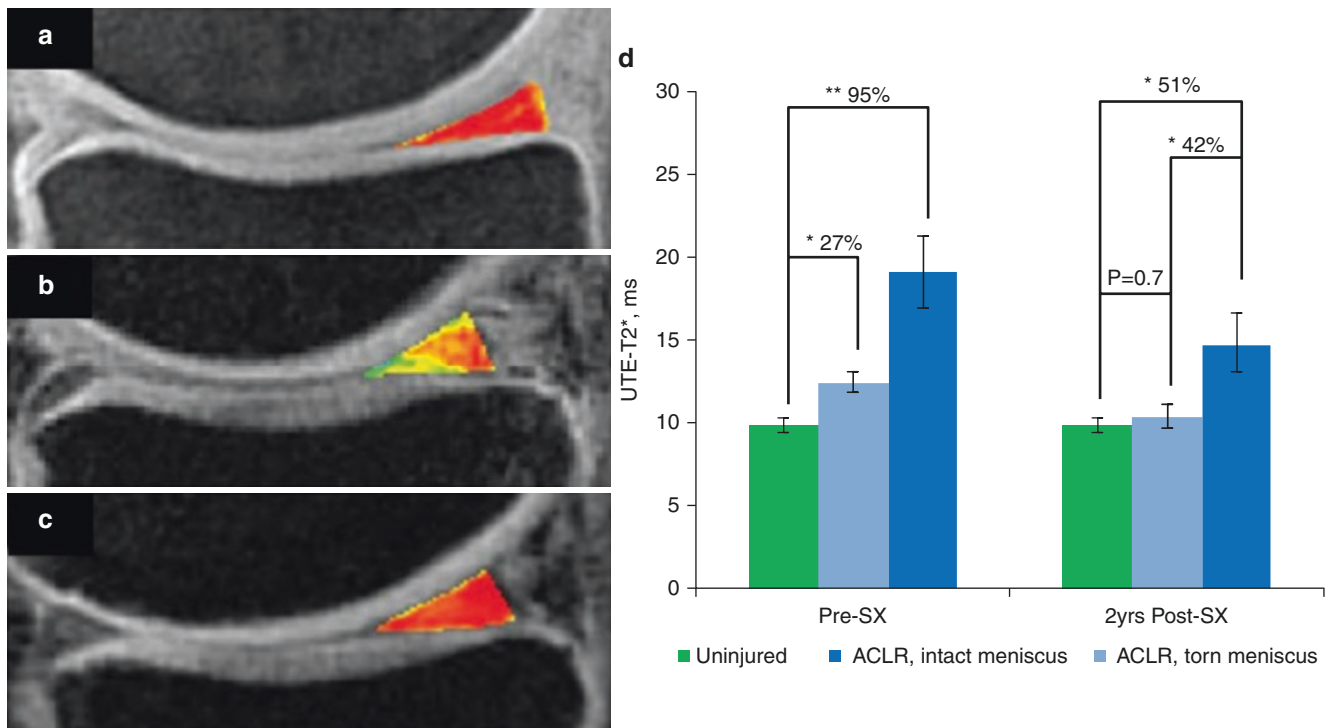 a
b
c
d
UTE-T2*, ms
30
25
20
15
10
5
0
** 95%
* 27%
* 51%
* 42%
P=0.7
Pre-SX
2yrs Post-SX
Uninjured
ACLR, intact meniscus
ACLR, torn meniscus